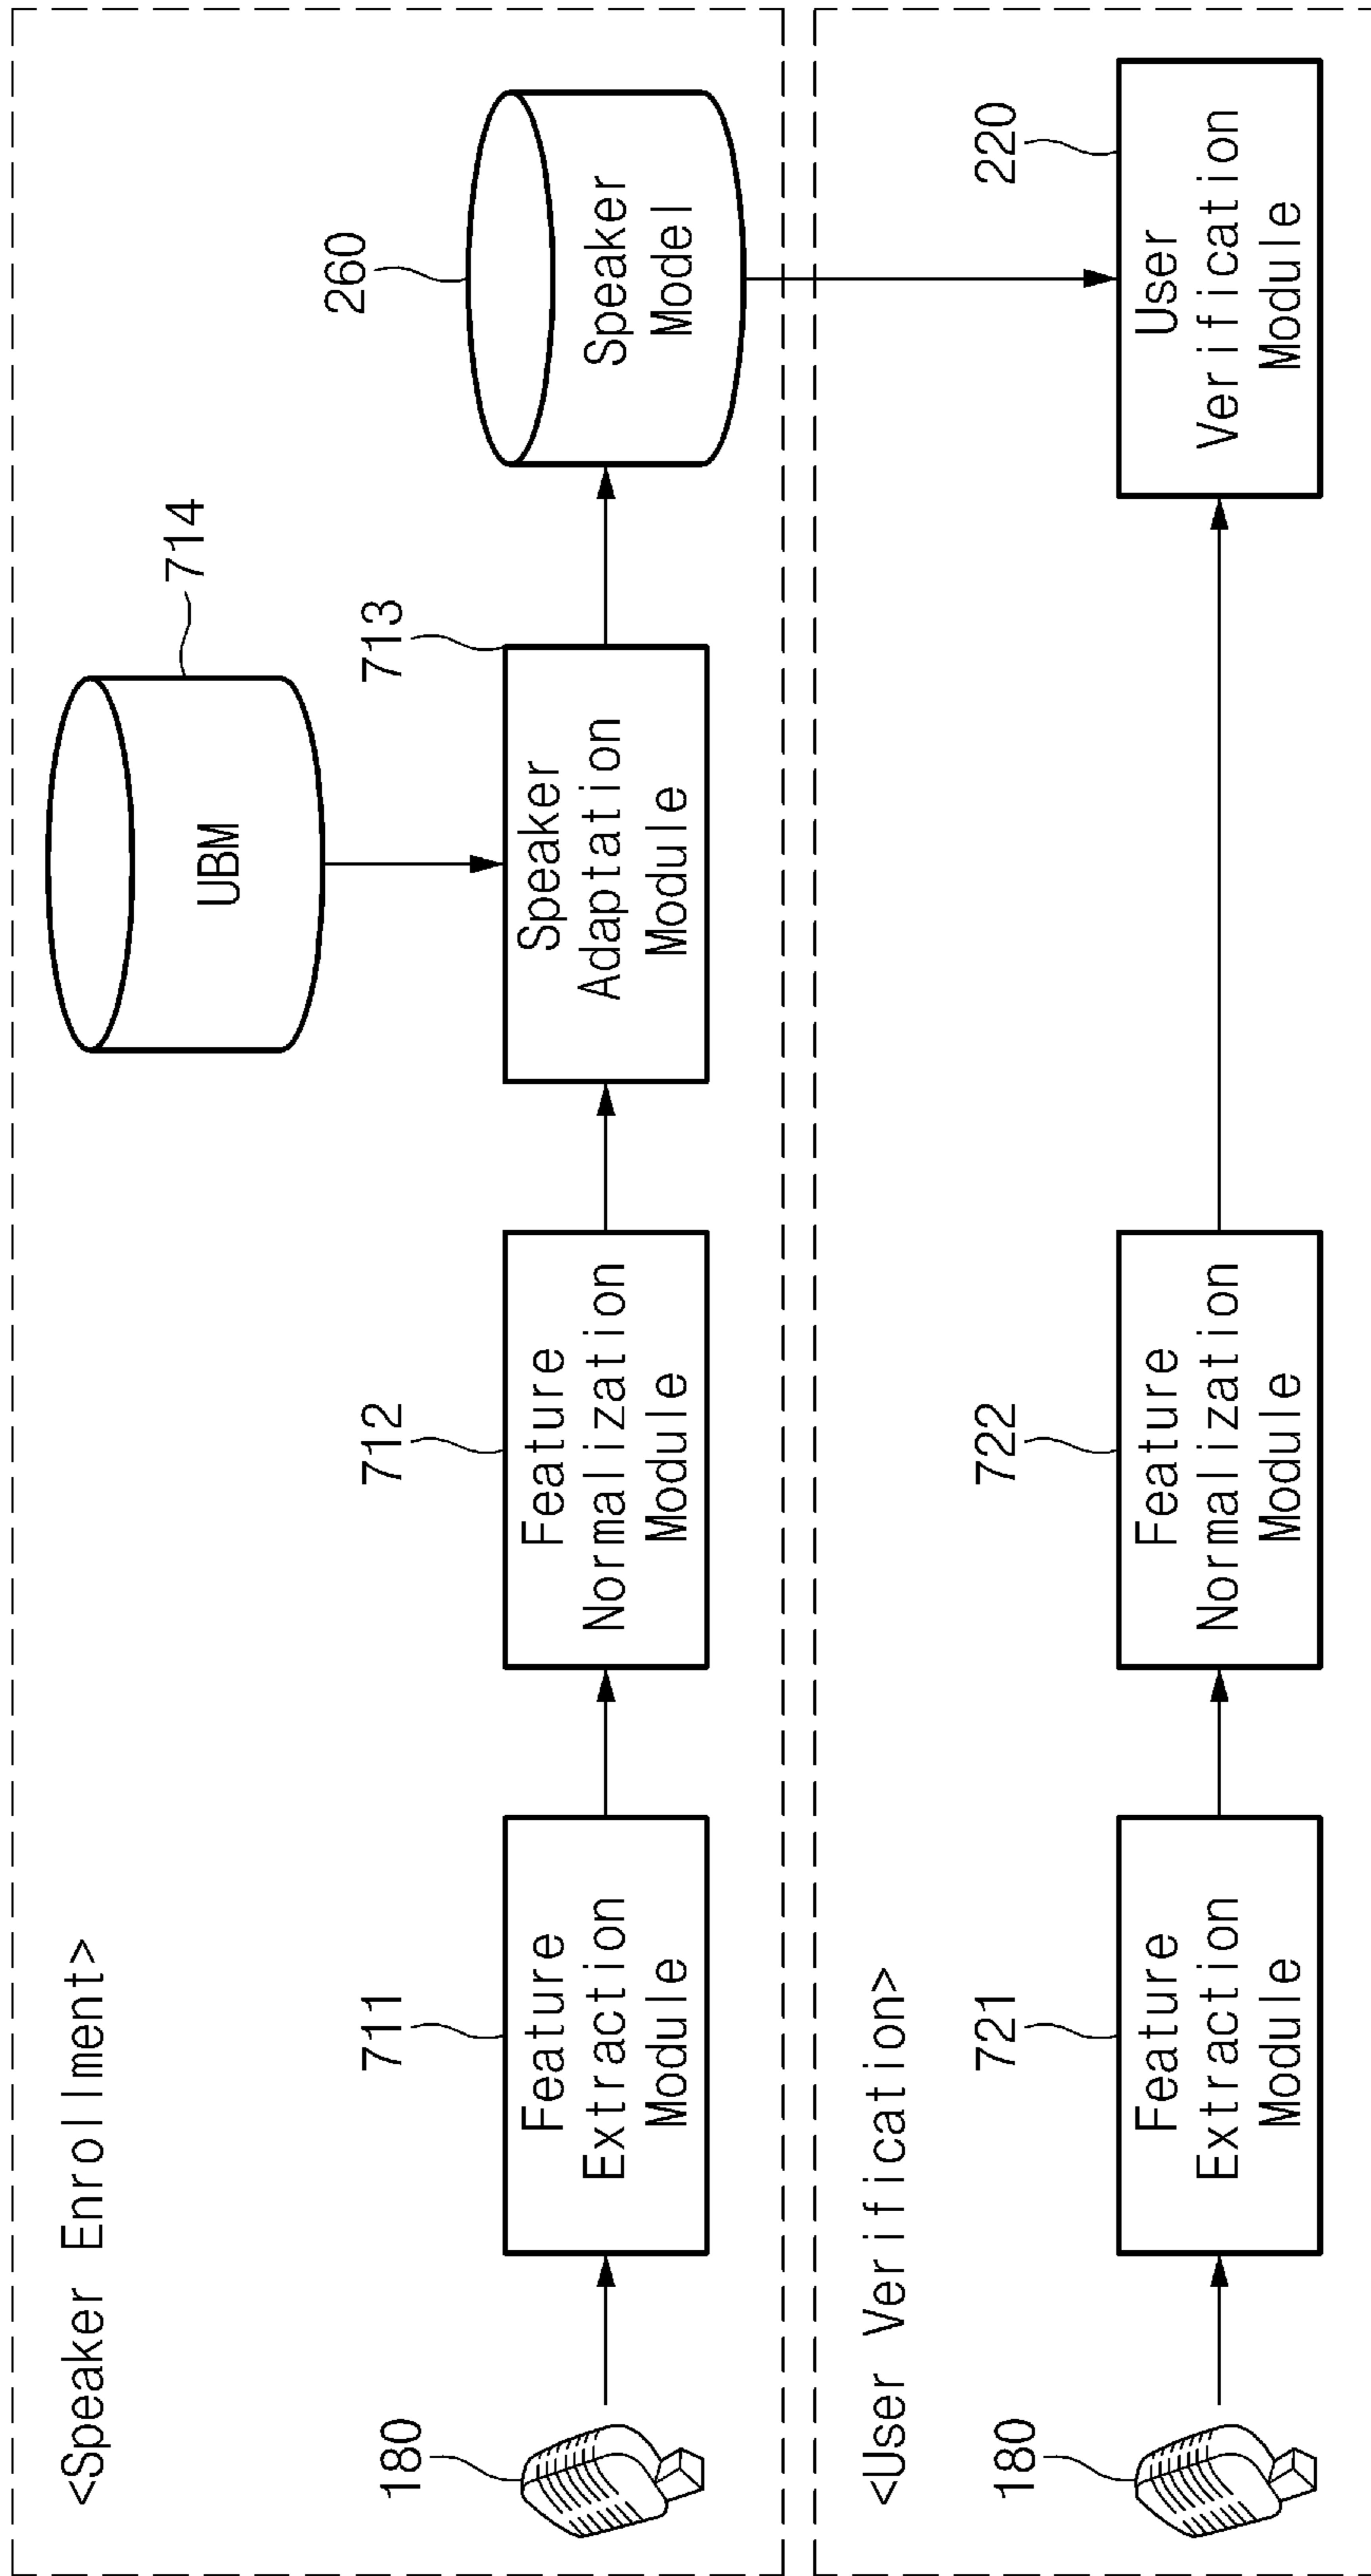 <Speaker Enrollment>
714
UBM
260
713
712
711
180
Feature
Extraction
Module
Feature
Normalization
Module
Speaker
Adaptation
Module
Speaker
Model
<User Verification>
180
721
722
220
Feature
Extraction
Module
Feature
Normalization
Module
User
Verification
Module